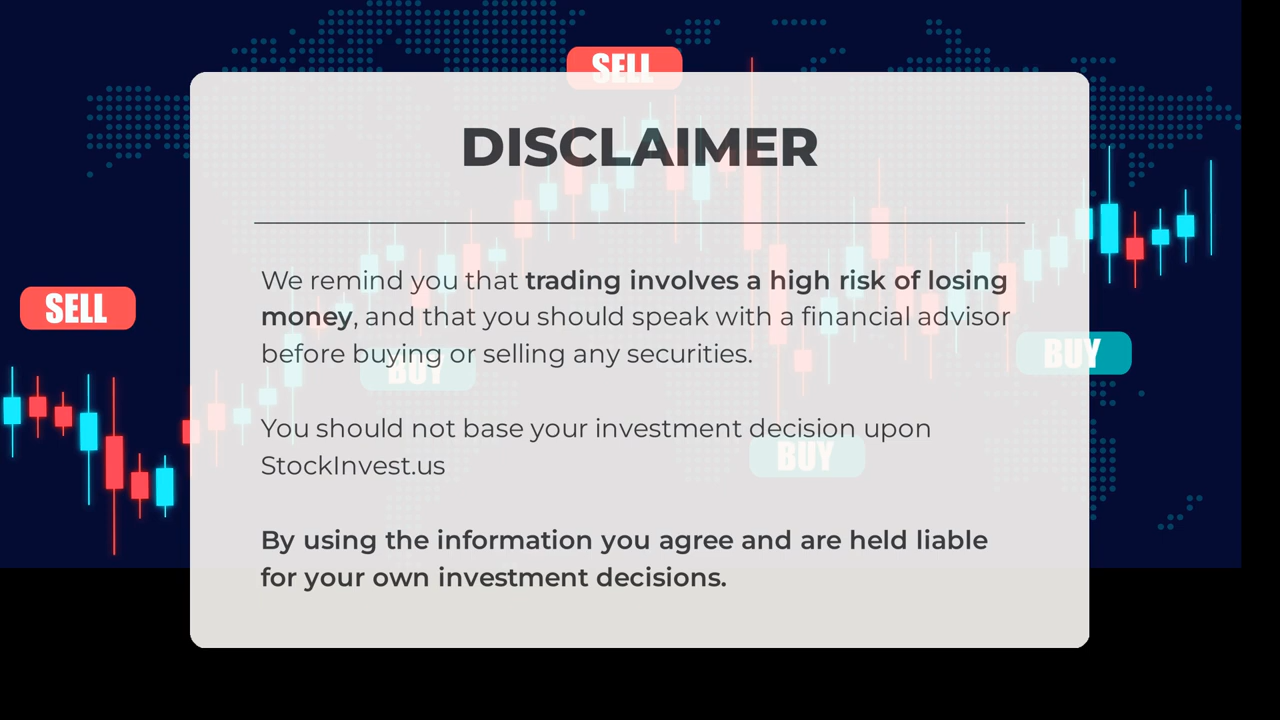 SELL
DISCLAIMER
We remind you that trading involves a high risk of losing
money, and that you should speak with a financial advisor
before buying or selling any securities.
SELL
BUY
BUY
You should not base your investment decision upon
StockInvest.us
BUY
By using the information you agree and are held liable
for your own investment decisions.